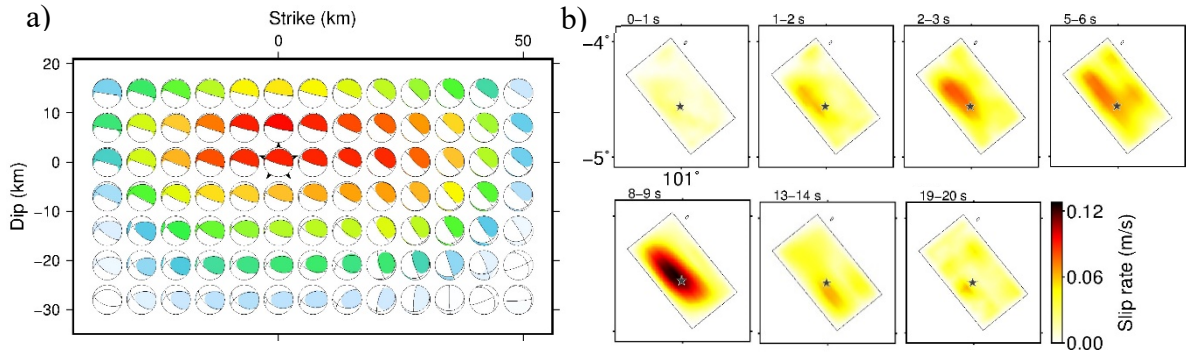 a)
Strike (km)
0 50
20
10
0
−10
−20
−30
Dip (km)
b)
0−1 s 1−2 s 2−3 s 5−6 s
−4˚
−5˚
101˚
8−9 s 13−14 s 19−20 s
0.12
0.06
0.00
Slip rate (m/s)